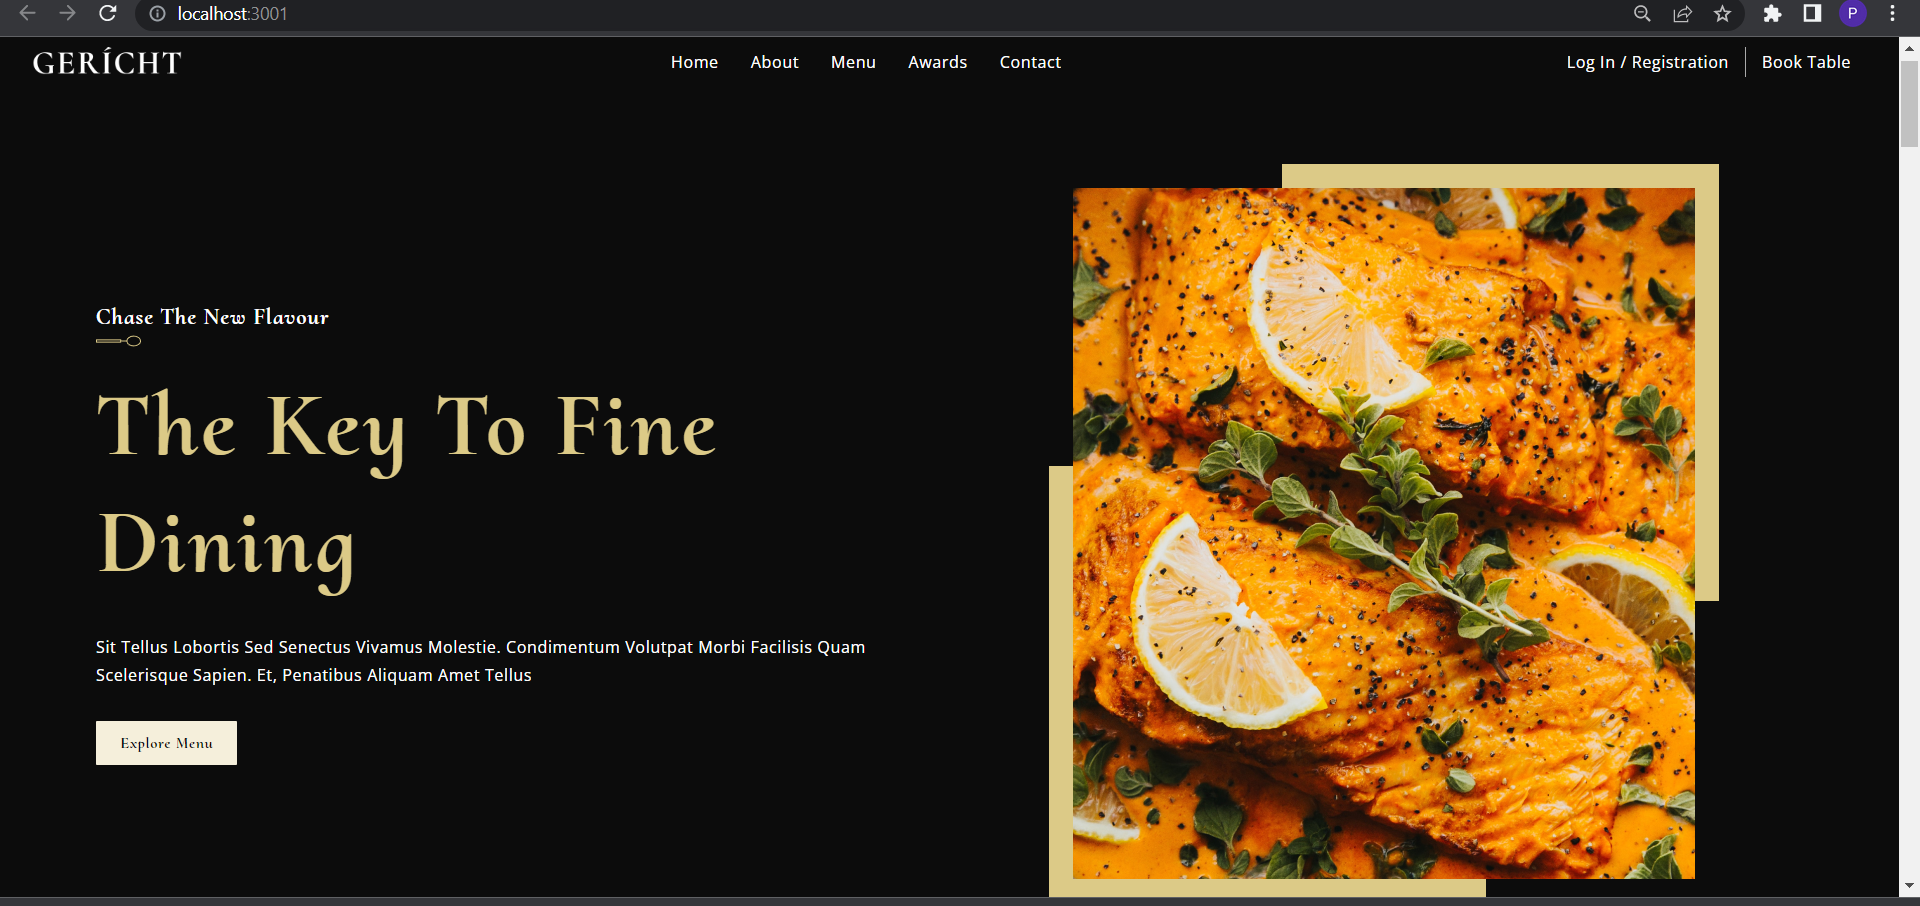 localhost:3001
P
GERÍCHT
Home About Menu Awards Contact
Log In / Registration Book Table
Chase The New Flavour
The Key To Fine
Dining
Sit Tellus Lobortis Sed Senectus Vivamus Molestie. Condimentum Volutpat Morbi Facilisis Quam
Scelerisque Sapien. Et, Penatibus Aliquam Amet Tellus
Explore Menu